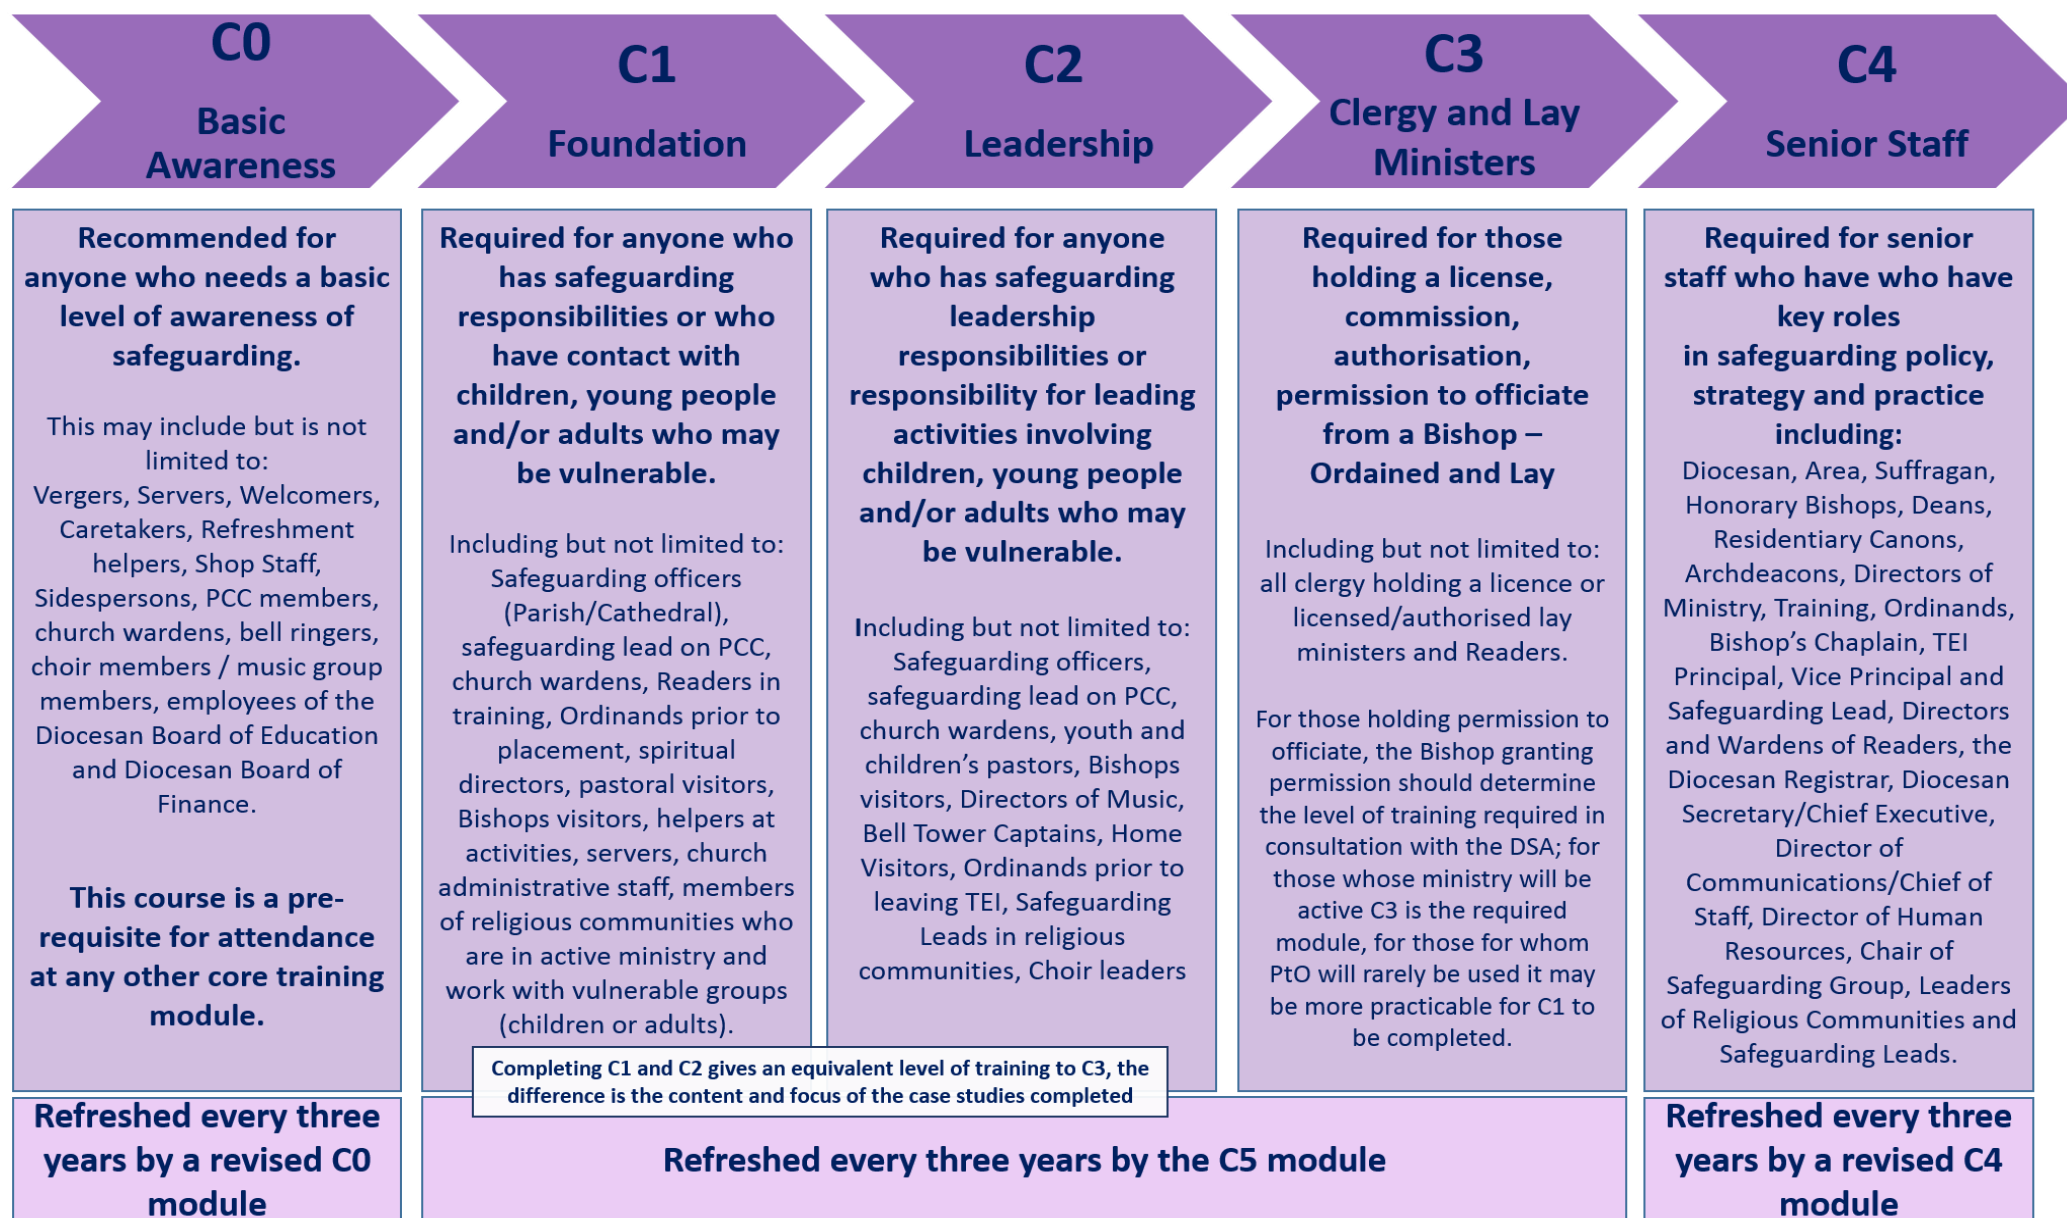 C0
Basic
Awareness
C1
Foundation
C2
Leadership
C3
Clergy and Lay
Ministers
C4
Senior Staff
Recommended for
anyone who needs a basic
level of awareness of
safeguarding.
This may include but is not
limited to:
Vergers, Servers, Welcomers,
Caretakers, Refreshment
helpers, Shop Staff,
Sidespersons, PCC members,
church wardens, bell ringers,
choir members / music group
members, employees of the
Diocesan Board of Education
and Diocesan Board of
Finance.
This course is a pre-
requisite for attendance
at any other core training
module.
Required for anyone who
has safeguarding
responsibilities or who
have contact with
children, young people
and/or adults who may
be vulnerable.
Including but not limited to:
Safeguarding officers
(Parish/Cathedral),
safeguarding lead on PCC,
church wardens, Readers in
training, Ordinands prior to
placement, spiritual
directors, pastoral visitors,
Bishops visitors, helpers at
activities, servers, church
administrative staff, members
of religious communities who
are in active ministry and
work with vulnerable groups
(children or adults).
Required for anyone
who has safeguarding
leadership
responsibilities or
responsibility for leading
activities involving
children, young people
and/or adults who may
be vulnerable.
Including but not limited to:
Safeguarding officers,
safeguarding lead on PCC,
church wardens, youth and
children’s pastors, Bishops
visitors, Directors of Music,
Bell Tower Captains, Home
Visitors, Ordinands prior to
leaving TEI, Safeguarding
Leads in religious
communities, Choir leaders
Required for those
holding a license,
commission,
authorisation,
permission to officiate
from a Bishop –
Ordained and Lay
Including but not limited to:
all clergy holding a licence or
licensed/authorised lay
ministers and Readers.
For those holding permission to
officiate, the Bishop granting
permission should determine
the level of training required in
consultation with the DSA; for
those whose ministry will be
active C3 is the required
module, for those for whom
PtO will rarely be used it may
be more practicable for C1 to
be completed.
Required for senior
staff who have who have
key roles
in safeguarding policy,
strategy and practice
including:
Diocesan, Area, Suffragan,
Honorary Bishops, Deans,
Residentiary Canons,
Archdeacons, Directors of
Ministry, Training, Ordinands,
Bishop’s Chaplain, TEI
Principal, Vice Principal and
Safeguarding Lead, Directors
and Wardens of Readers, the
Diocesan Registrar, Diocesan
Secretary/Chief Executive,
Director of
Communications/Chief of
Staff, Director of Human
Resources, Chair of
Safeguarding Group, Leaders
of Religious Communities and
Safeguarding Leads.
Completing C1 and C2 gives an equivalent level of training to C3, the
difference is the content and focus of the case studies completed
Refreshed every three
years by a revised C0
module
Refreshed every three years by the C5 module
Refreshed every three
years by a revised C4
module